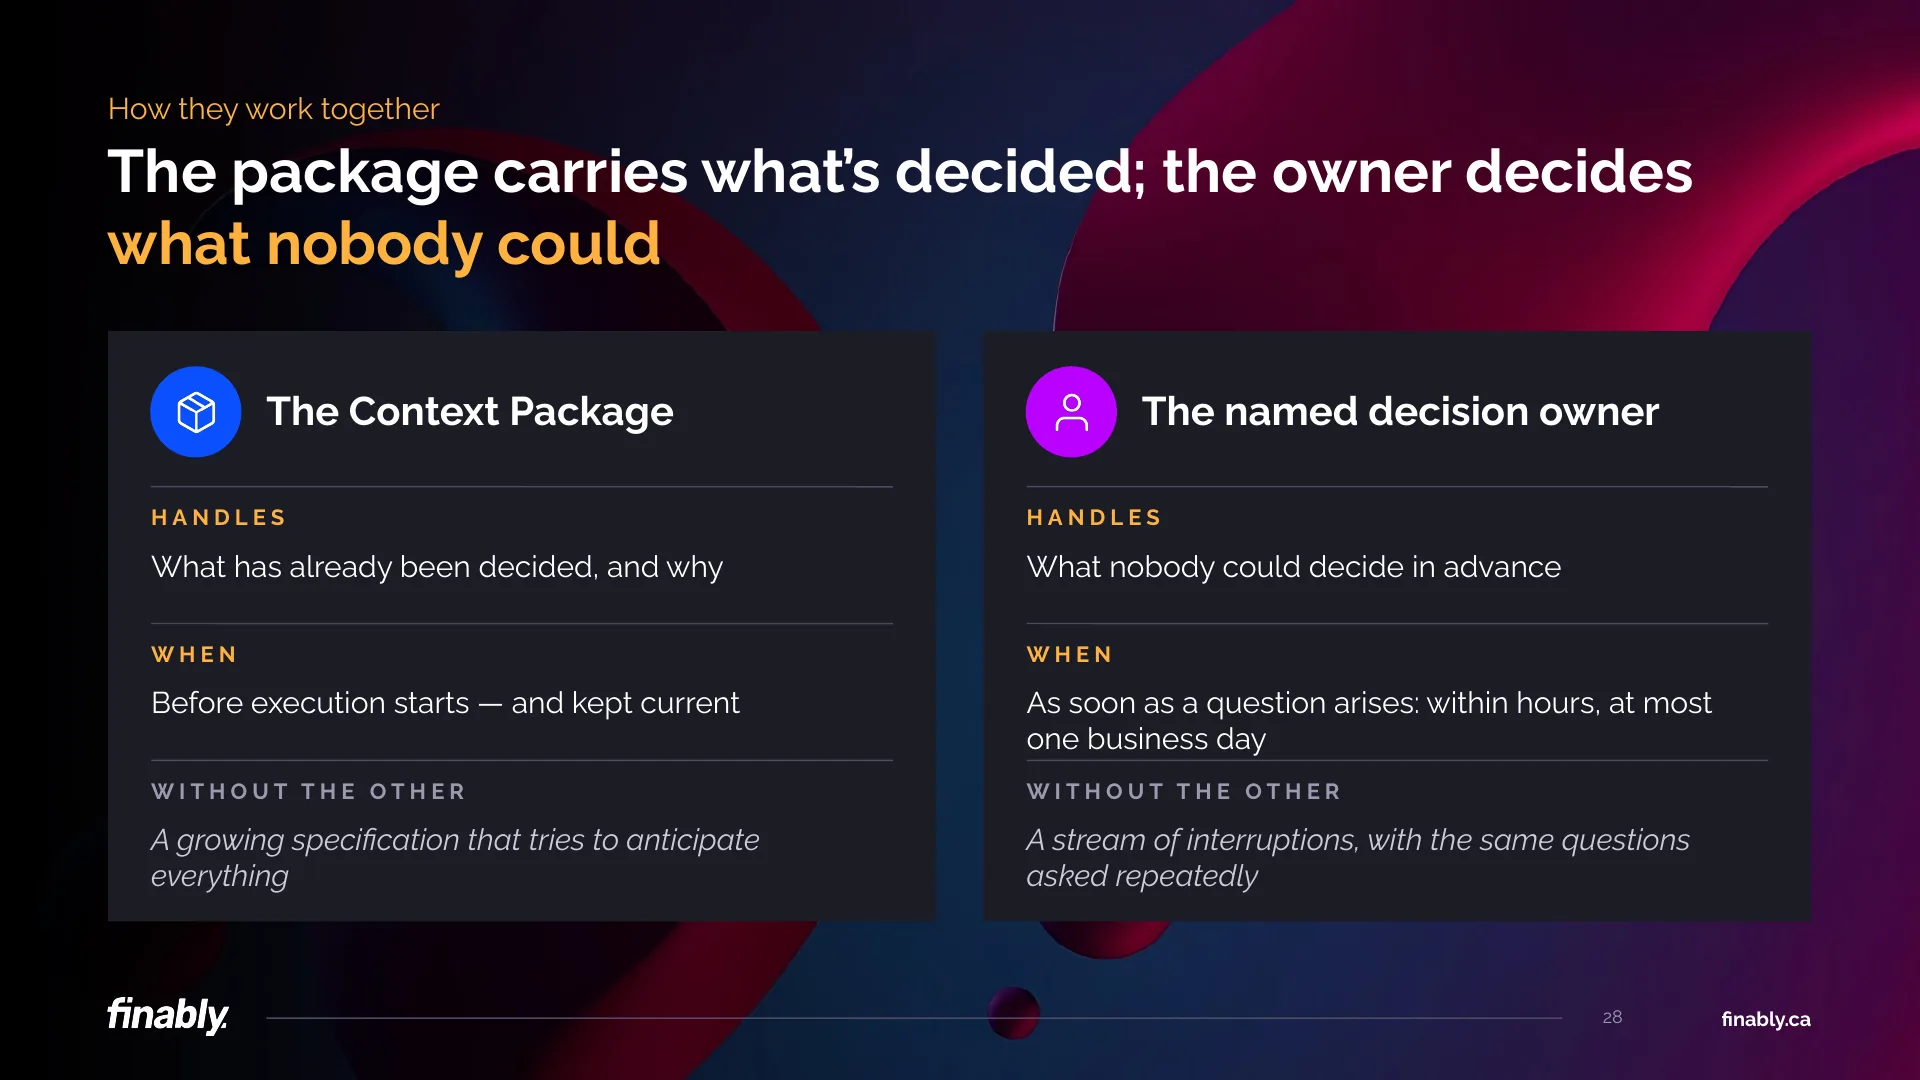 How they work together
The package carries what’s decided; the owner decides
what nobody could
The Context Package
HANDLES
What has already been decided, and why
WHEN
Before execution starts — and kept current
WITHOUT THE OTHER
A growing specification that tries to anticipate
everything
The named decision owner
HANDLES
What nobody could decide in advance
WHEN
As soon as a question arises: within hours, at most
one business day
WITHOUT THE OTHER
A stream of interruptions, with the same questions
asked repeatedly
finably.
28
finably.ca